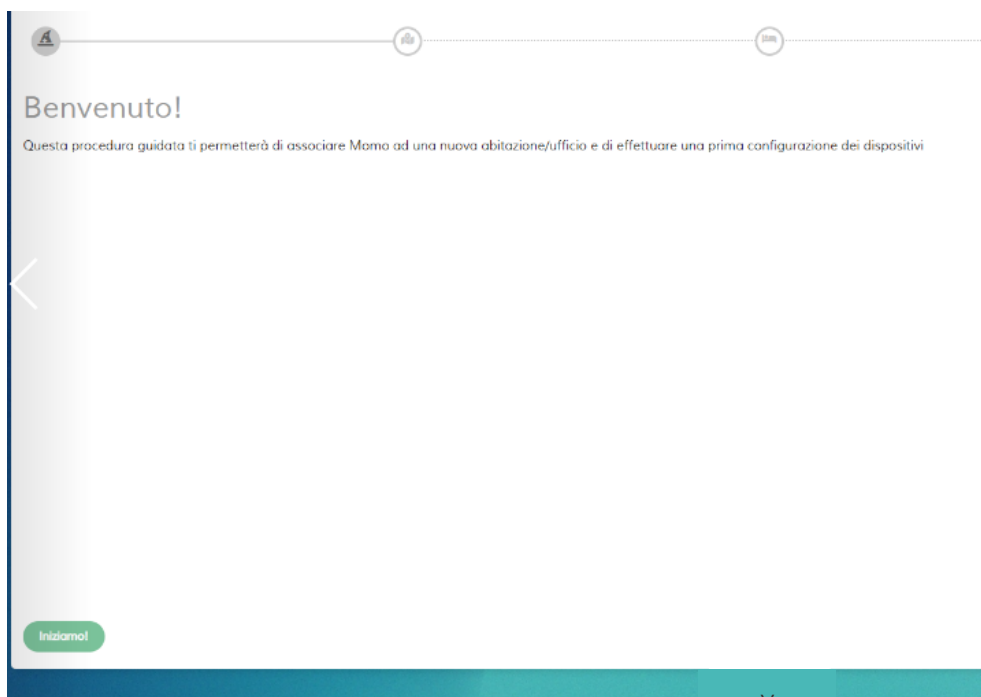 Benvenuto!
Questa procedura guidata ti permetterà di associare Momo ad una nuova abitazione/ufficio e di effettuare una prima configurazione dei dispositivi
Iniziamo!